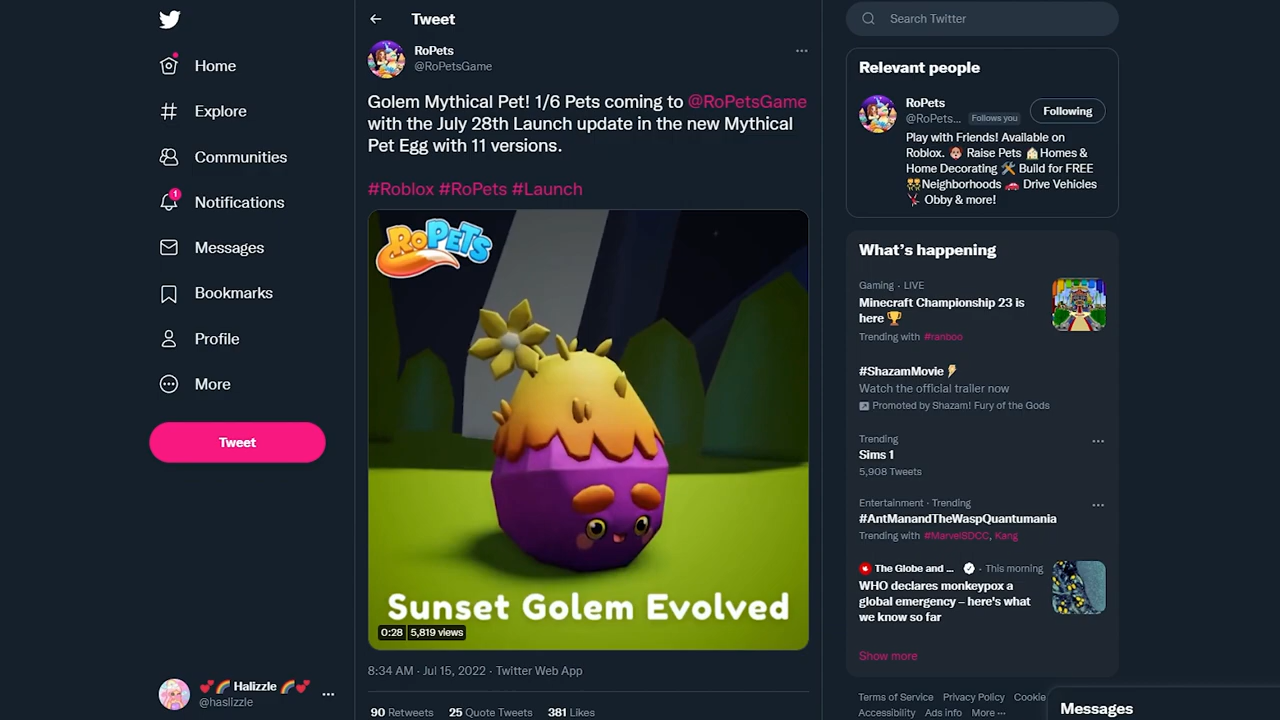 Home
Explore
Communities
1
Notifications
Messages
Bookmarks
Profile
More
Tweet
💕🌈 Halizzle 🌈💕
@haslizzle
Tweet
RoPets
@RoPetsGame
Golem Mythical Pet! 1/6 Pets coming to @RoPetsGame
with the July 28th Launch update in the new Mythical
Pet Egg with 11 versions.
#Roblox #RoPets #Launch
ROPETS
Sunset Golem Evolved
0:28 5,819 views
8:34 AM · Jul 15, 2022 · Twitter Web App
90 Retweets 25 Quote Tweets 381 Likes
Search Twitter
Relevant people
RoPets
@RoPets... Follows you
Following
Play with Friends! Available on
Roblox. Raise Pets 🏠Homes &
Home Decorating 🛠 Build for FREE
Neighborhoods 🚗 Drive Vehicles
Obby & more!
What's happening
Gaming · LIVE
Minecraft Championship 23 is
here 🏆
Trending with #ranboo
#ShazamMovie ⚡
Watch the official trailer now
Promoted by Shazam! Fury of the Gods
Trending
Sims 1
5,908 Tweets
Entertainment · Trending
#AntManandTheWaspQuantumania
Trending with #MarvelSDCC, Kang
The Globe and ... · This morning
WHO declares monkeypox a
global emergency – here's what
we know so far
Show more
Terms of Service Privacy Policy Cookie
Accessibility Ads info More ···
Messages